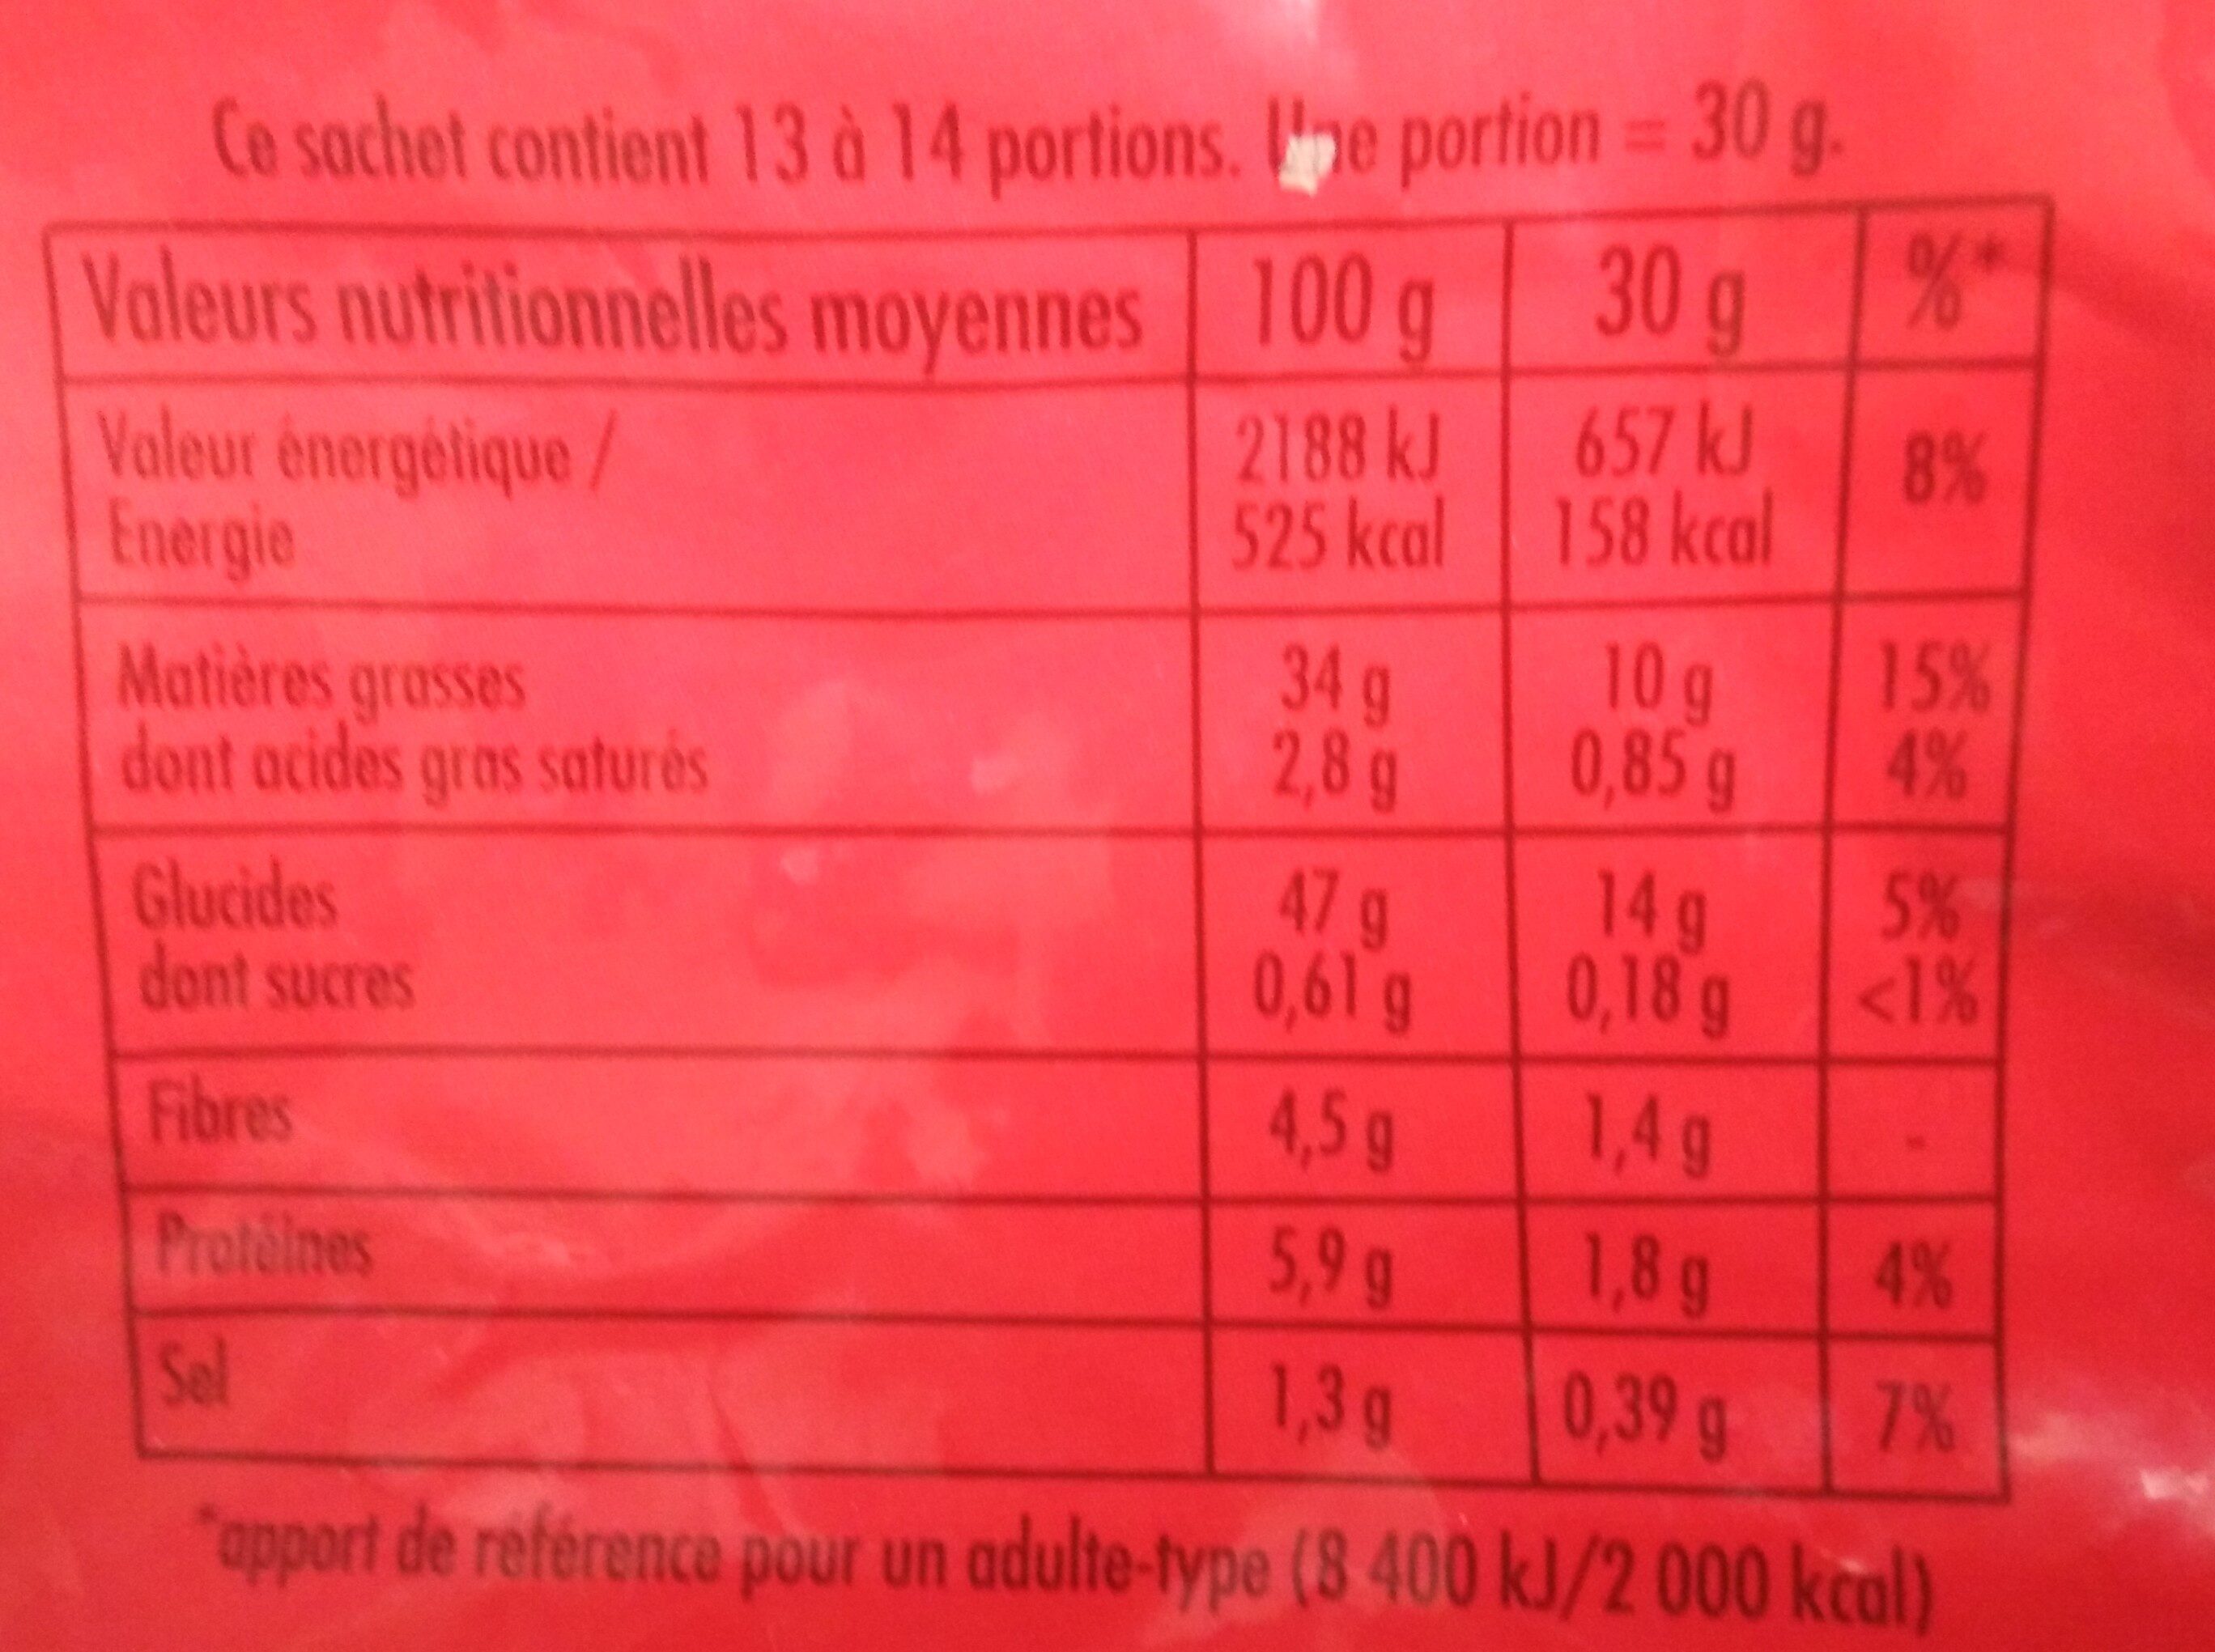 Ce sachet contient 13 à 14 portions. Une portion = 30 g.
Valeurs nutritionnelles moyennes 100 g 30 g %*
Valeur énergétique / 2188 kJ 657 kJ 8%
Energie 525 kcal 158 kcal
Matières grasses 34 g 10 g 15%
dont acides gras saturés 2,8 g 0,85 g 4%
Glucides 47 g 14 g 5%
dont sucres 0,61 g 0,18 g <1%
Fibres 4,5 g 1,4 g -
Protéines 5,9 g 1,8 g 4%
Sel 1,3 g 0,39 g 7%
*apport de référence pour un adulte-type (8 400 kJ/2 000 kcal)